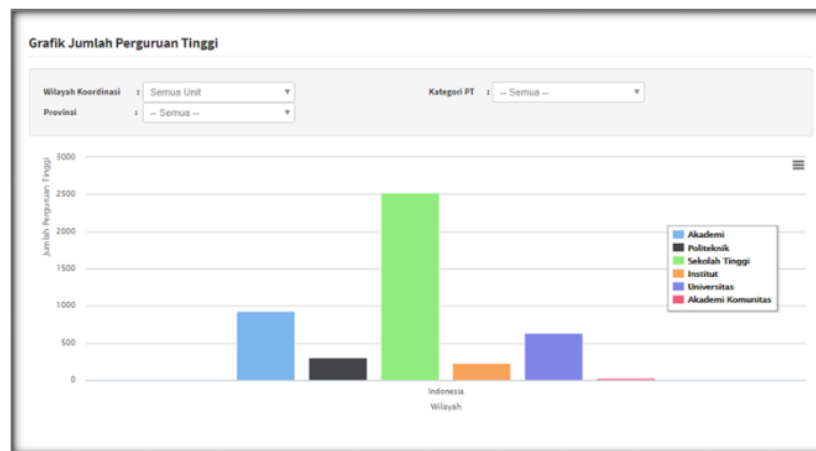 Grafik Jumlah Perguruan Tinggi
Wilayah Koordinasi : Semua Unit
Kategori PT : -- Semua --
Provinsi : -- Semua --
Jumlah Perguruan Tinggi
3000
2500
2000
1500
1000
500
0
Akademi
Politeknik
Sekolah Tinggi
Institut
Universitas
Akademi Komunitas
Indonesia
Wilayah